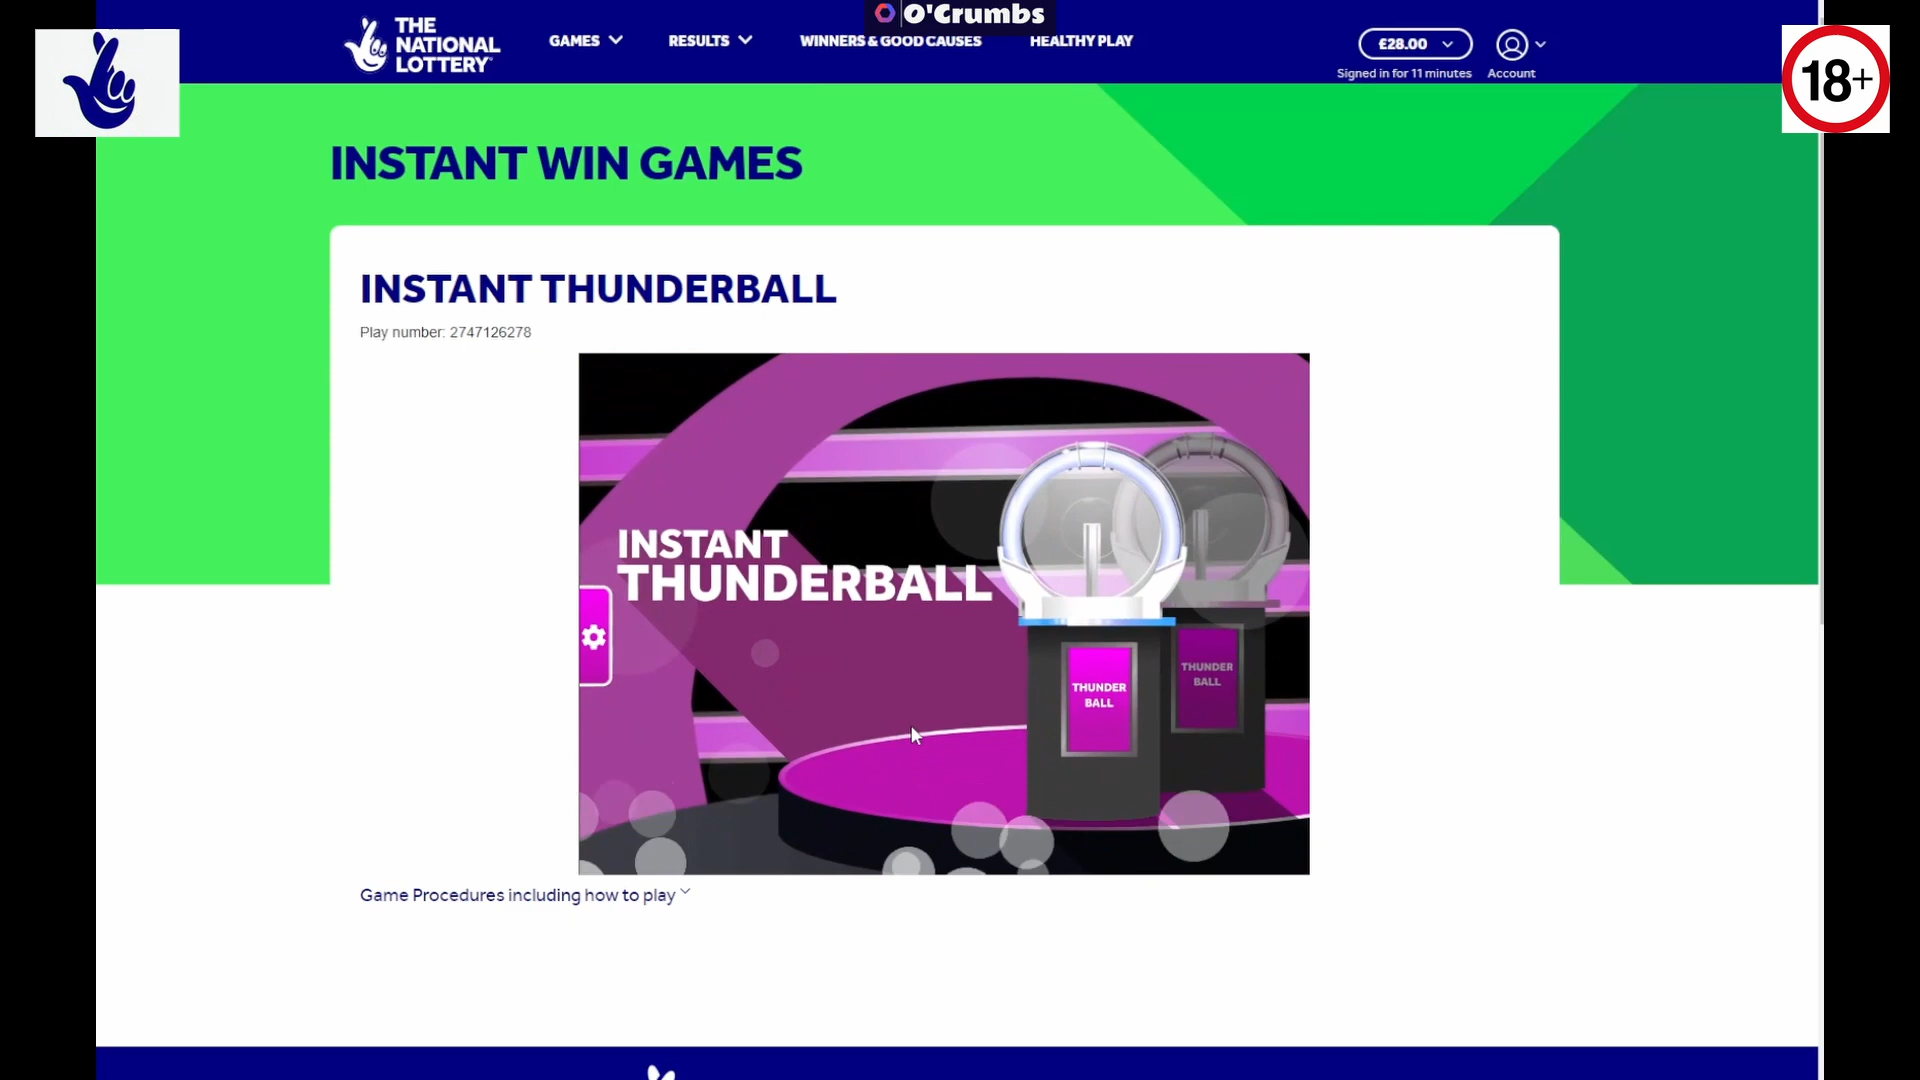 O'Crumbs
THE
NATIONAL
LOTTERY
GAMES
RESULTS
WINNERS & GOOD CAUSES
HEALTHY PLAY
£28.00
Signed in for 11 minutes
Account
18+
INSTANT WIN GAMES
INSTANT THUNDERBALL
Play number: 2747126278
INSTANT
THUNDERBALL
THUNDER
BALL
THUNDER
BALL
Game Procedures including how to play